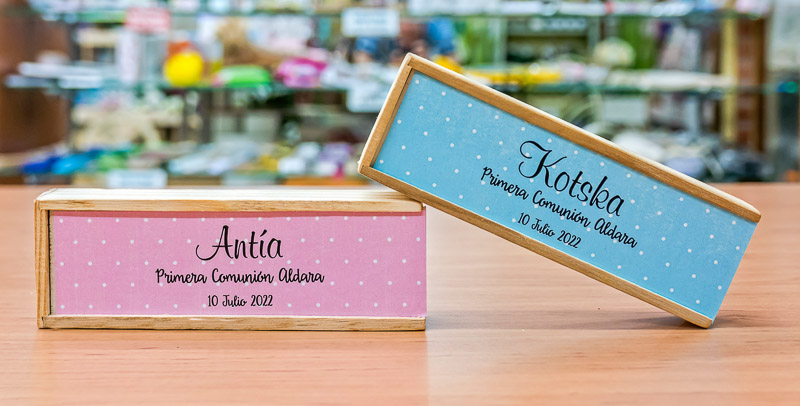 Antía
Primera Comunión Aldara
10 Julio 2022
Kotska
Primera Comunión Aldara
10 Julio 2022